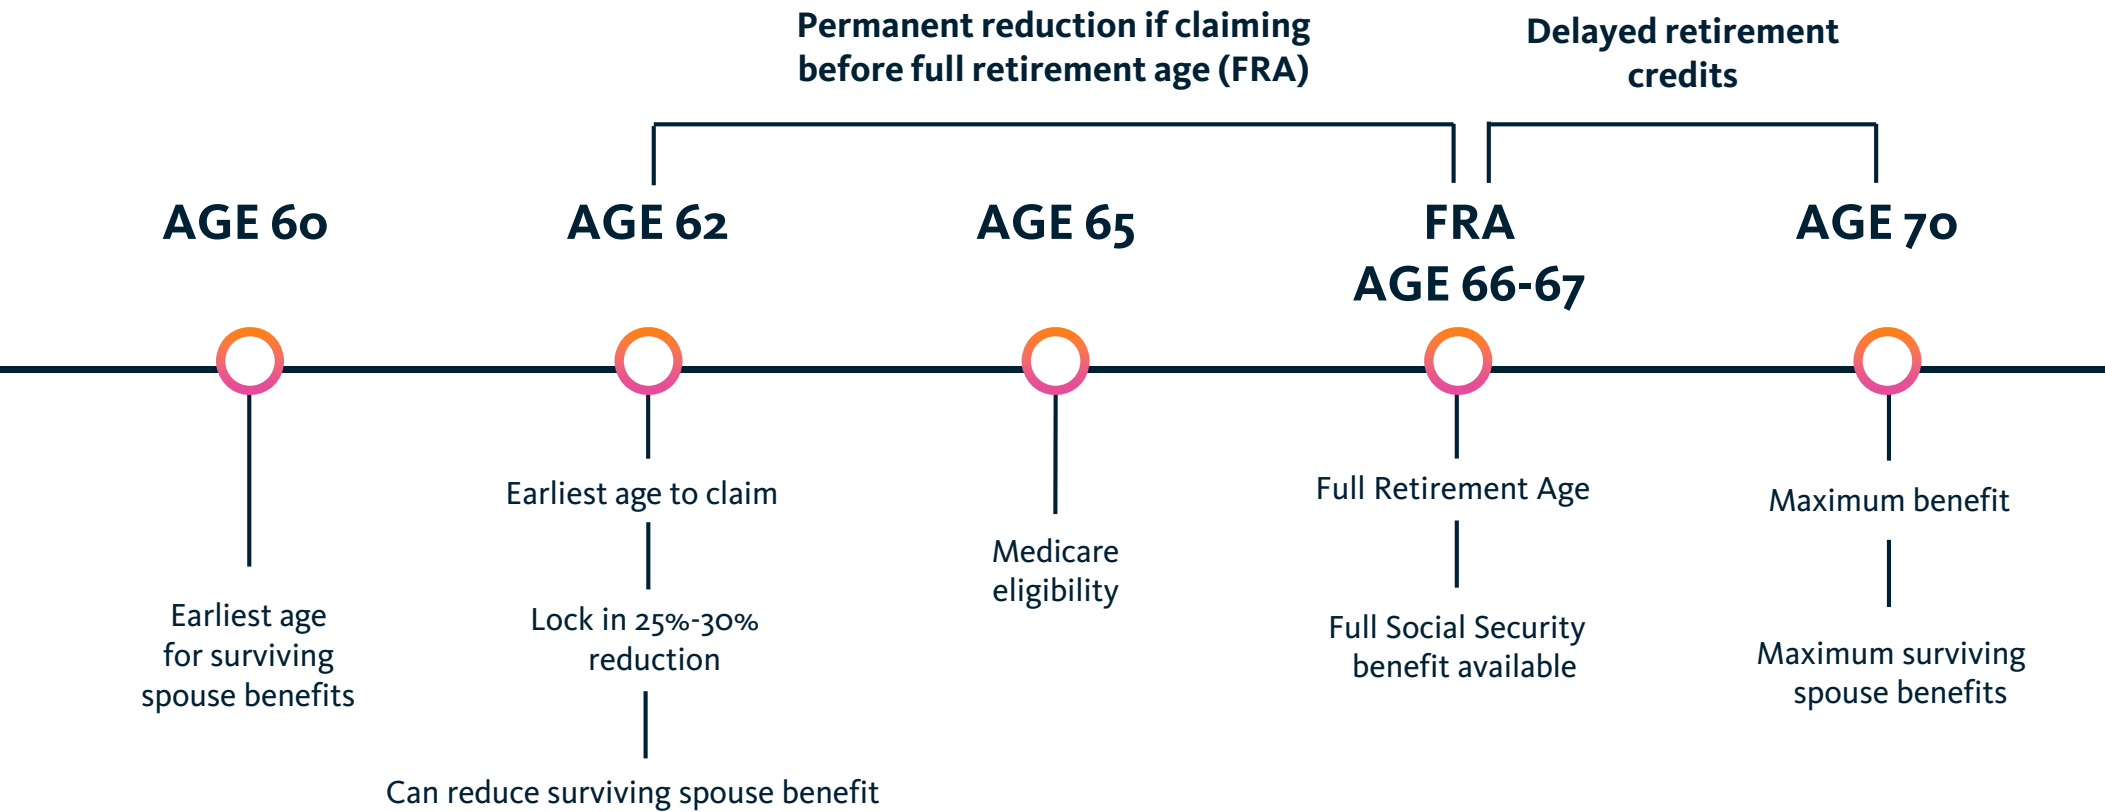 Permanent reduction if claiming
before full retirement age (FRA)
Delayed retirement
credits
AGE 60
AGE 62
AGE 65
FRA
AGE 66-67
AGE 70
Earliest age
for surviving
spouse benefits
Earliest age to claim
Lock in 25%-30%
reduction
Can reduce surviving spouse benefit
Medicare
eligibility
Full Retirement Age
Full Social Security
benefit available
Maximum benefit
Maximum surviving
spouse benefits